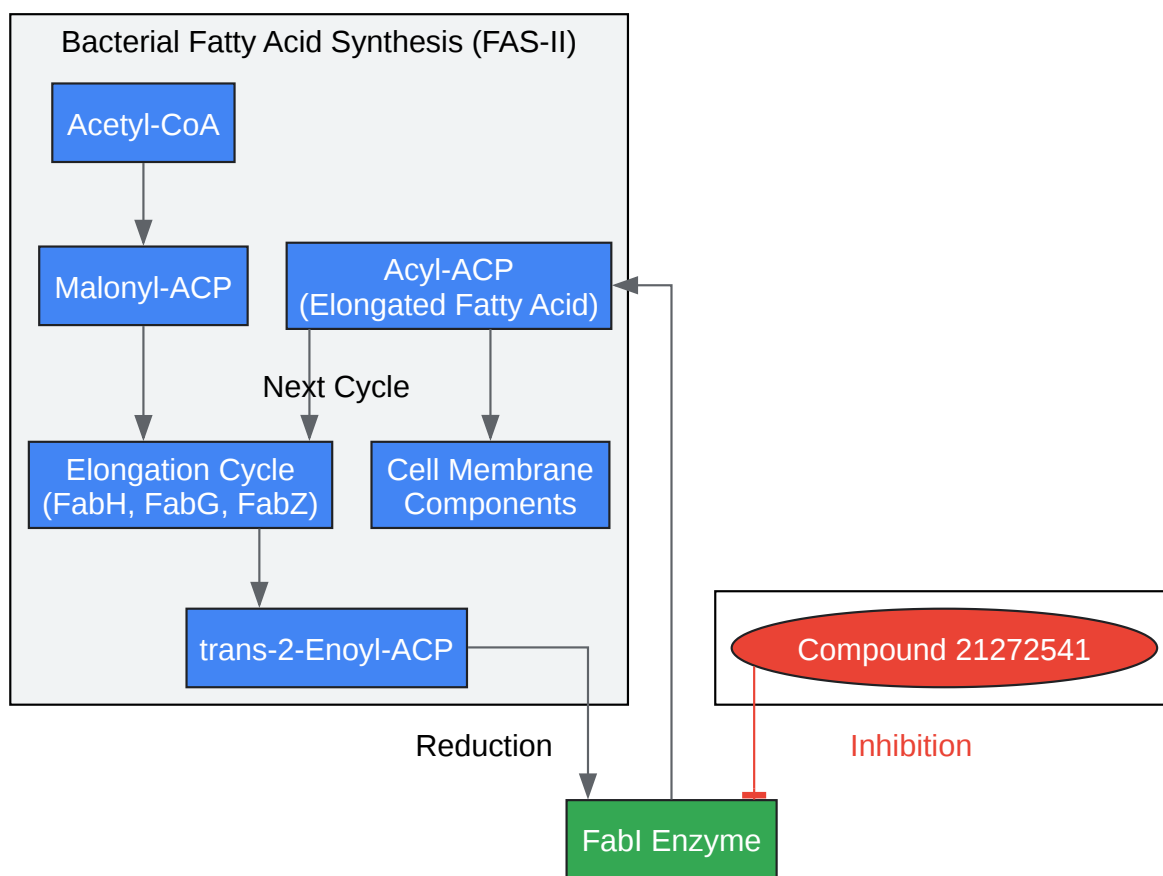 Bacterial Fatty Acid Synthesis (FAS-II)
Acetyl-CoA
Malonyl-ACP
Acyl-ACP
(Elongated Fatty Acid)
Next Cycle
Elongation Cycle
(FabH, FabG, FabZ)
Cell Membrane
Components
trans-2-Enoyl-ACP
Compound 21272541
Reduction
Inhibition
FabI Enzyme